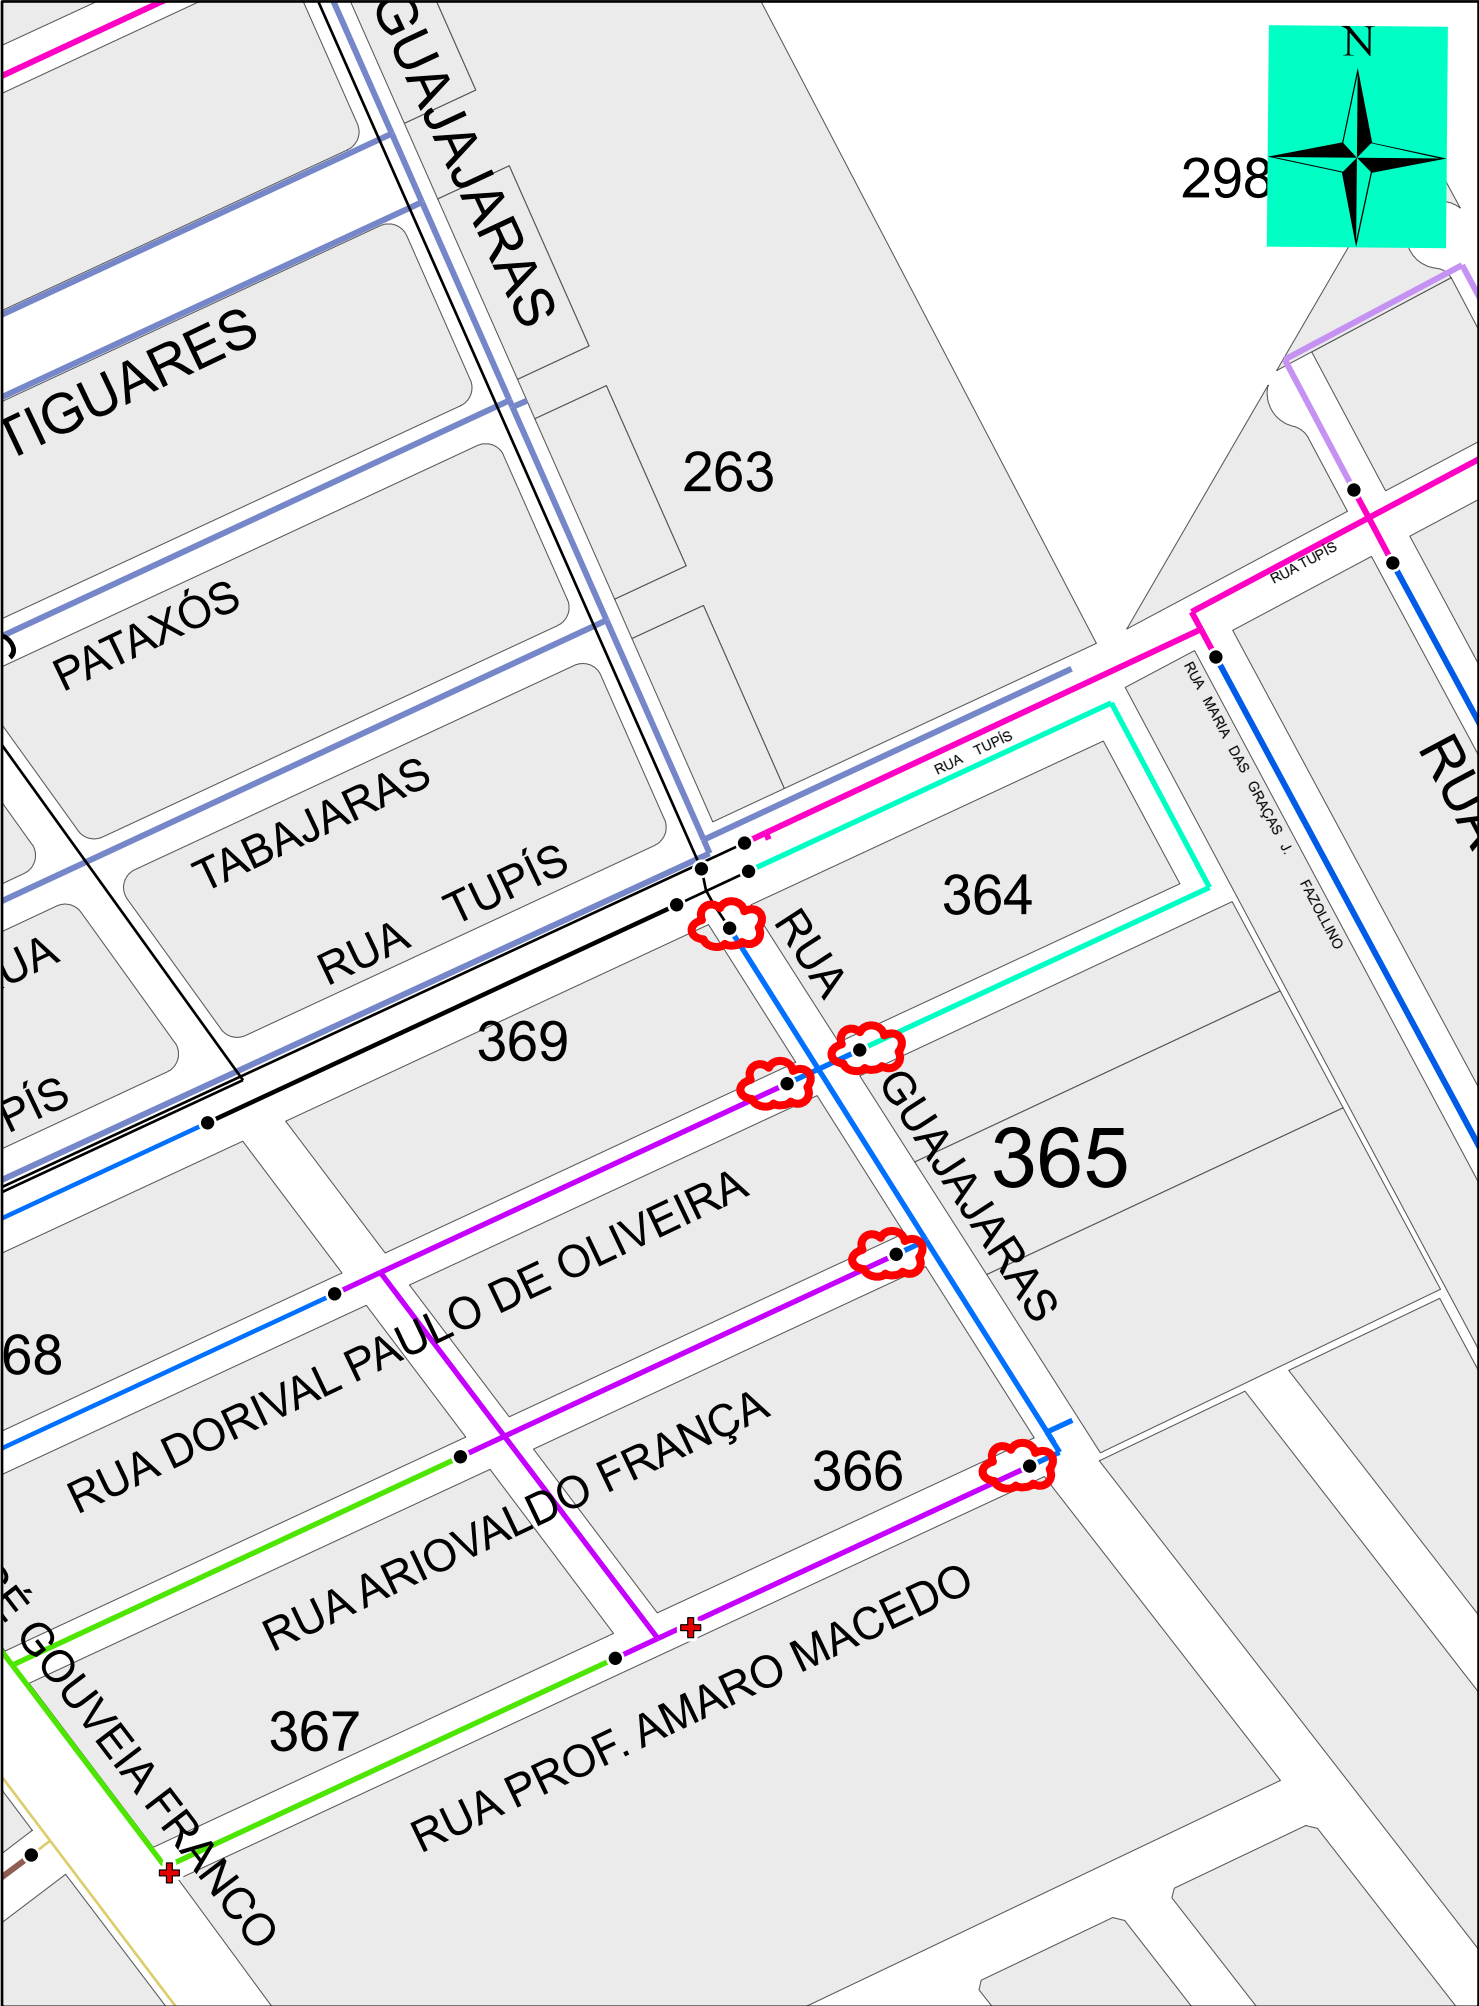 GUAJAJARAS
N
298
TIGUARES
263
PATAXÓS
RUA TUPÍS
TABAJARAS
RUA TUPÍS
RUA MARIA DAS GRAÇAS J. FAZOLLINO
RUA
RUA TUPÍS
364
RUA GUAJAJARAS
369
UA
PÍS
365
RUA DORIVAL PAULO DE OLIVEIRA
68
RUA ARIOVALDO FRANÇA
366
RUA PROF. AMARO MACEDO
367
RÉ GOUVEIA FRANCO